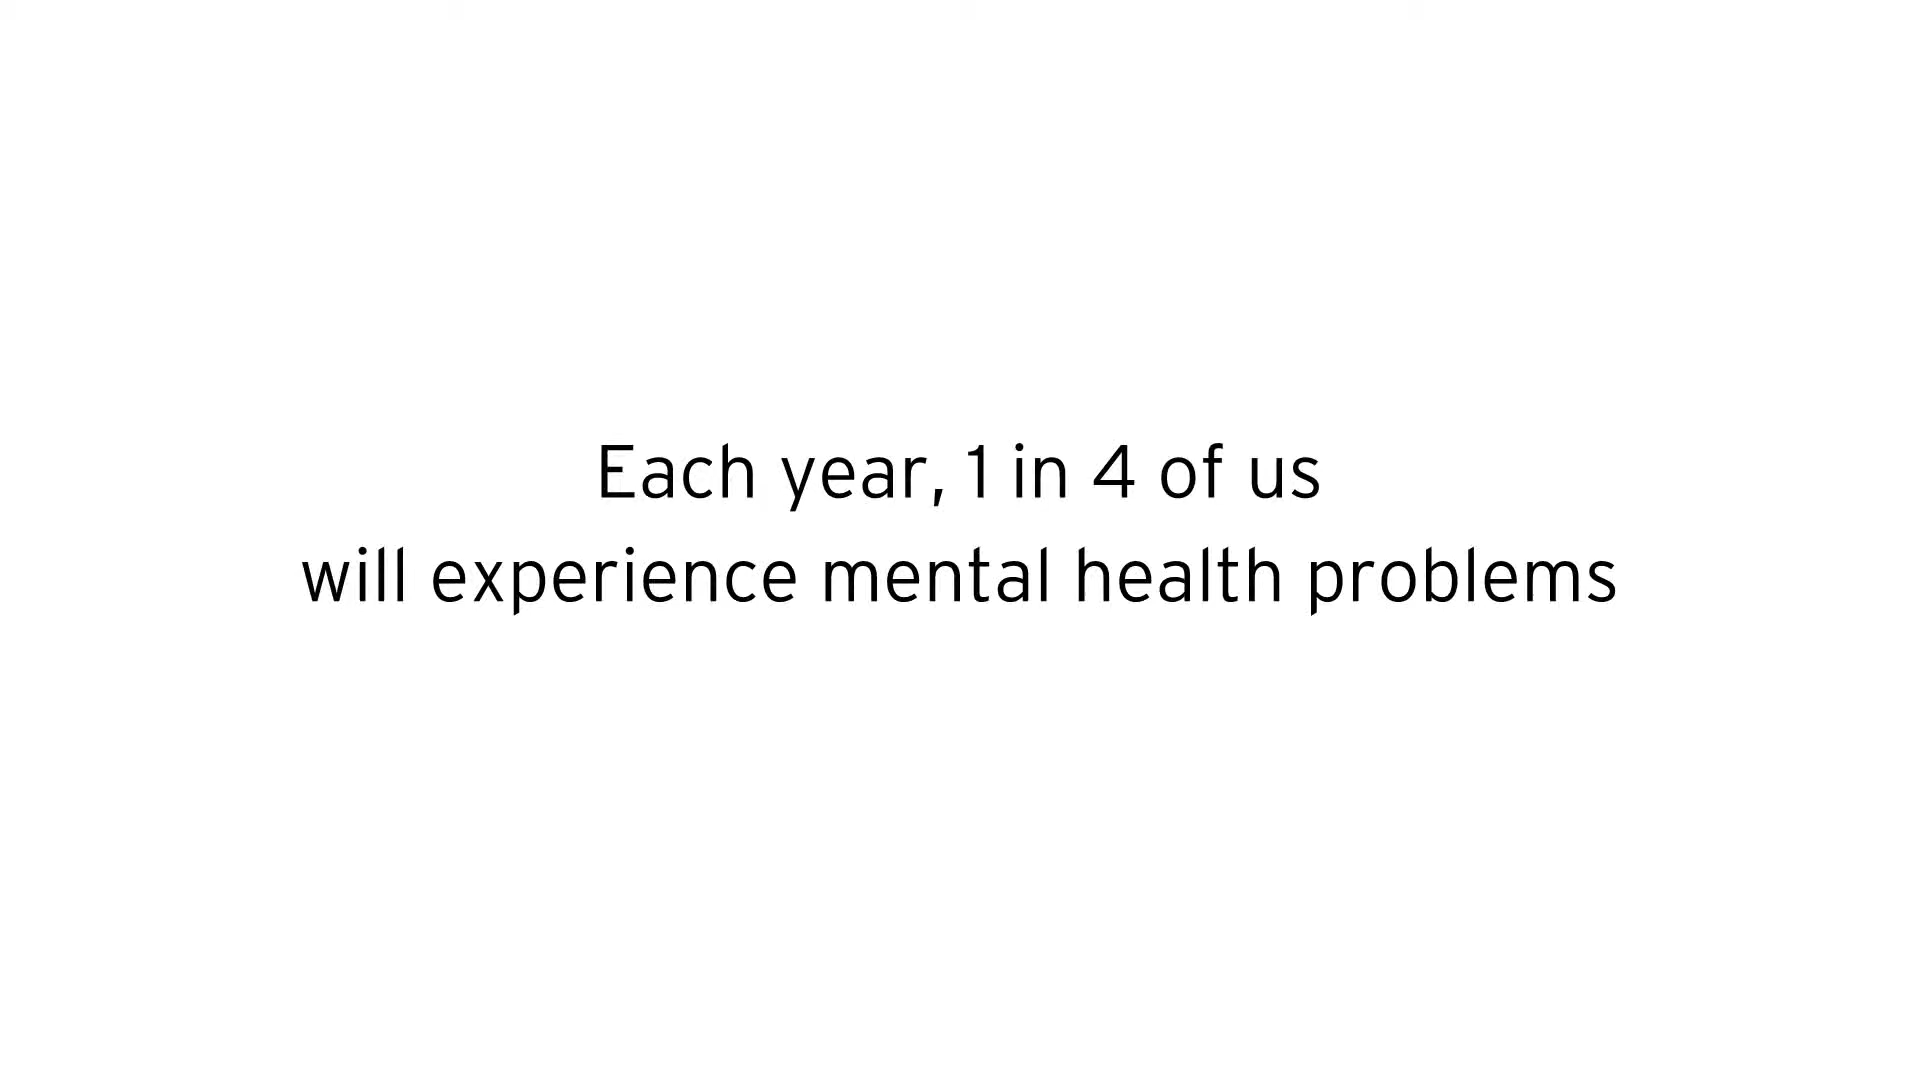 Each year, 1 in 4 of us
will experience mental health problems